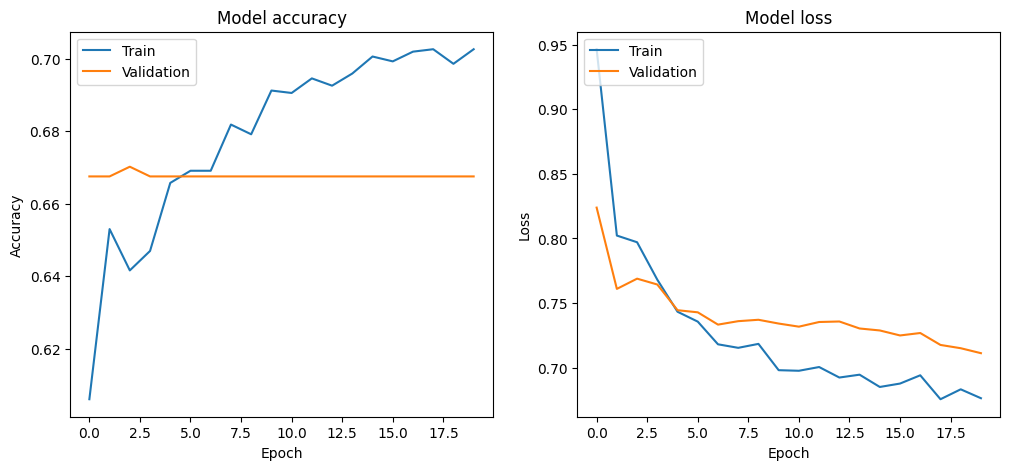 Model accuracy
Train
Validation
0.70
0.68
0.66
0.64
0.62
Accuracy
0.0 2.5 5.0 7.5 10.0 12.5 15.0 17.5
Epoch
Model loss
Train
Validation
0.95
0.90
0.85
0.80
0.75
0.70
Loss
0.0 2.5 5.0 7.5 10.0 12.5 15.0 17.5
Epoch